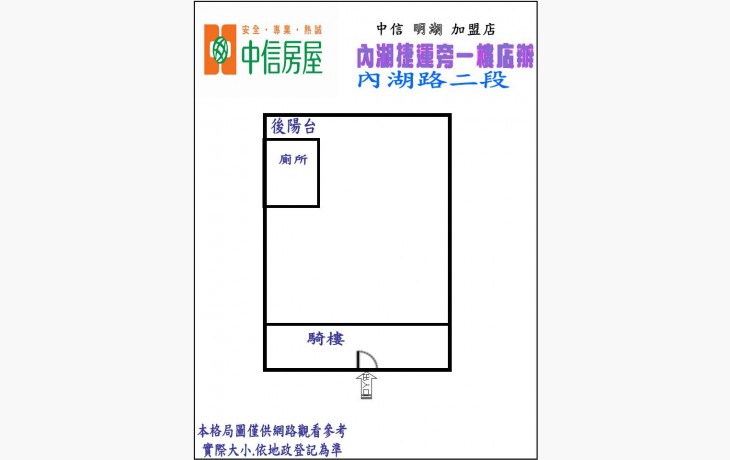 安全・專業・熱誠
中信房屋
中信 明湖 加盟店
內湖捷運旁一樓店辦
內湖路二段
後陽台
廁所
騎樓
出入口
本格局圖僅供網路觀看參考
實際大小.依地政登記為準